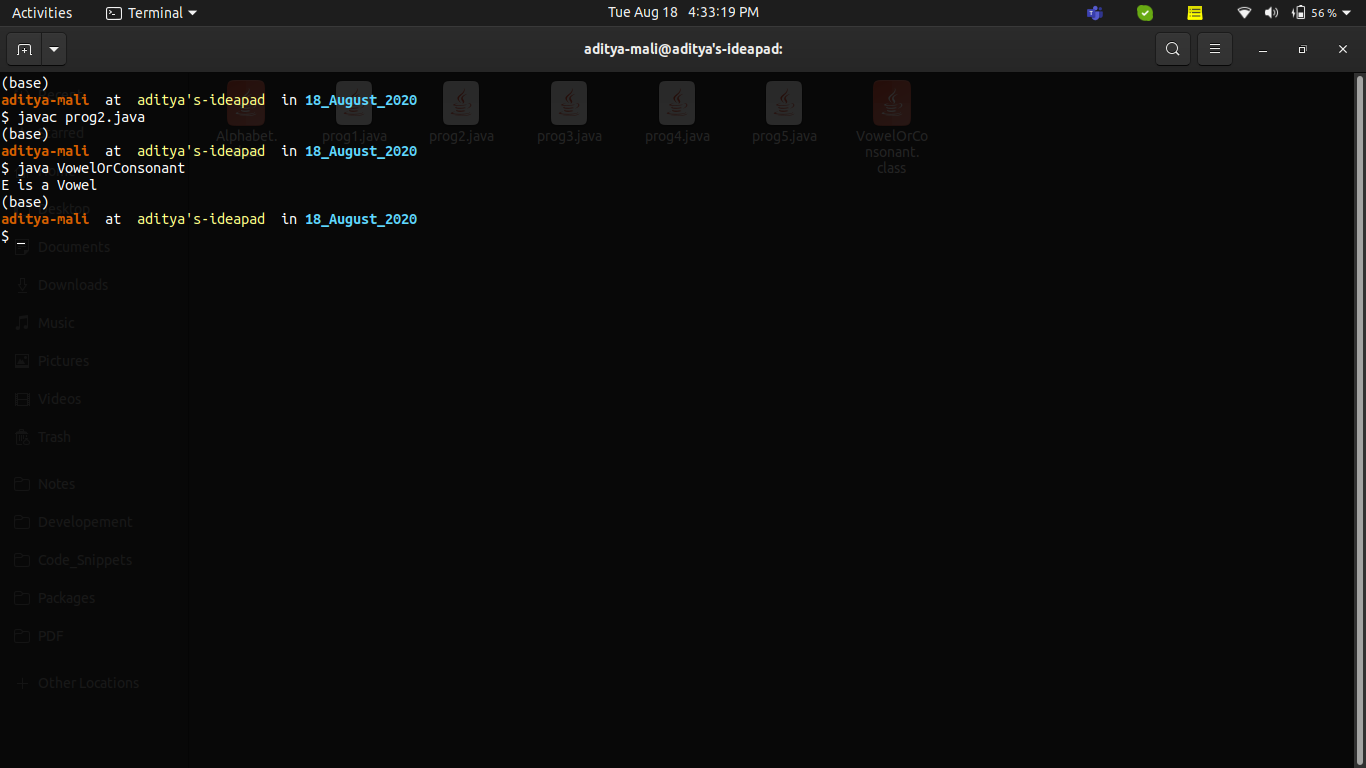 Activities Terminal Tue Aug 18 4:33:19 PM 56 %
aditya-mali@aditya's-ideapad:
(base)
aditya-mali at aditya's-ideapad in 18_August_2020
$ javac prog2.java
(base)
aditya-mali at aditya's-ideapad in 18_August_2020
$ java VowelOrConsonant
E is a Vowel
(base)
aditya-mali at aditya's-ideapad in 18_August_2020
$ _
Alphabet. prog1.java prog2.java prog3.java prog4.java prog5.java VowelOrCo
nsonant.
class
Desktop
Documents
Downloads
Music
Pictures
Videos
Trash
Notes
Developement
Code_Snippets
Packages
PDF
Other Locations